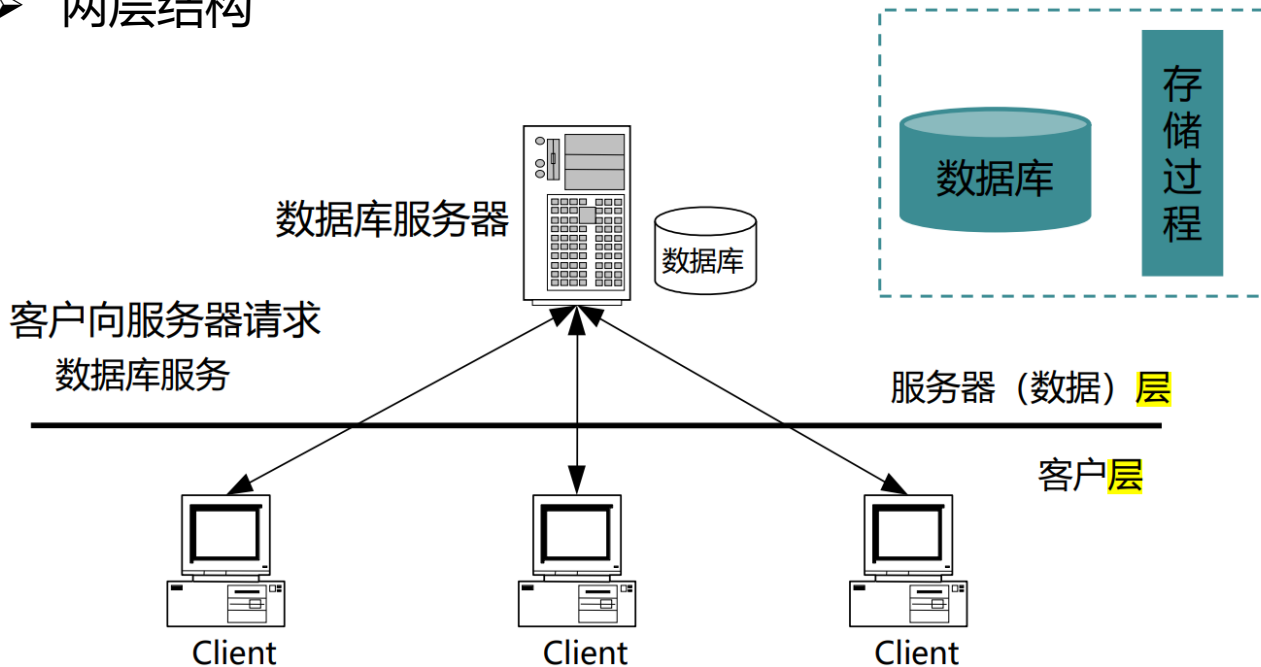 两层结构
数据库
存储过程
数据库服务器
数据库
客户向服务器请求
数据库服务
服务器（数据）层
客户层
Client
Client
Client